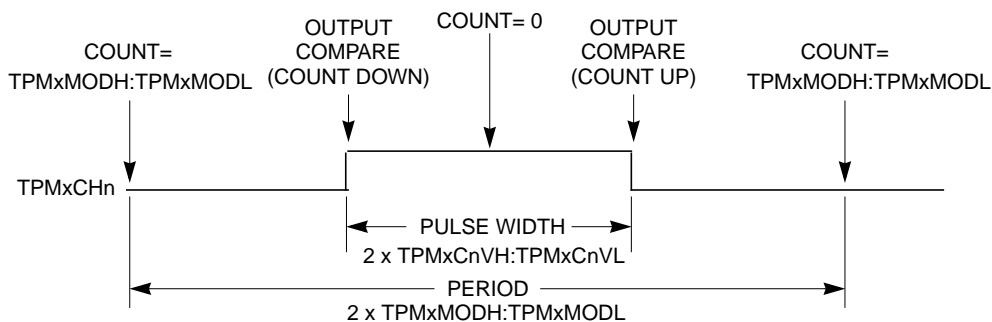 COUNT=
TPMxMODH:TPMxMODL
OUTPUT
COMPARE
(COUNT DOWN)
COUNT= 0
OUTPUT
COMPARE
(COUNT UP)
COUNT=
TPMxMODH:TPMxMODL
TPMxCHn
PULSE WIDTH
2 x TPMxCnVH:TPMxCnVL
PERIOD
2 x TPMxMODH:TPMxMODL